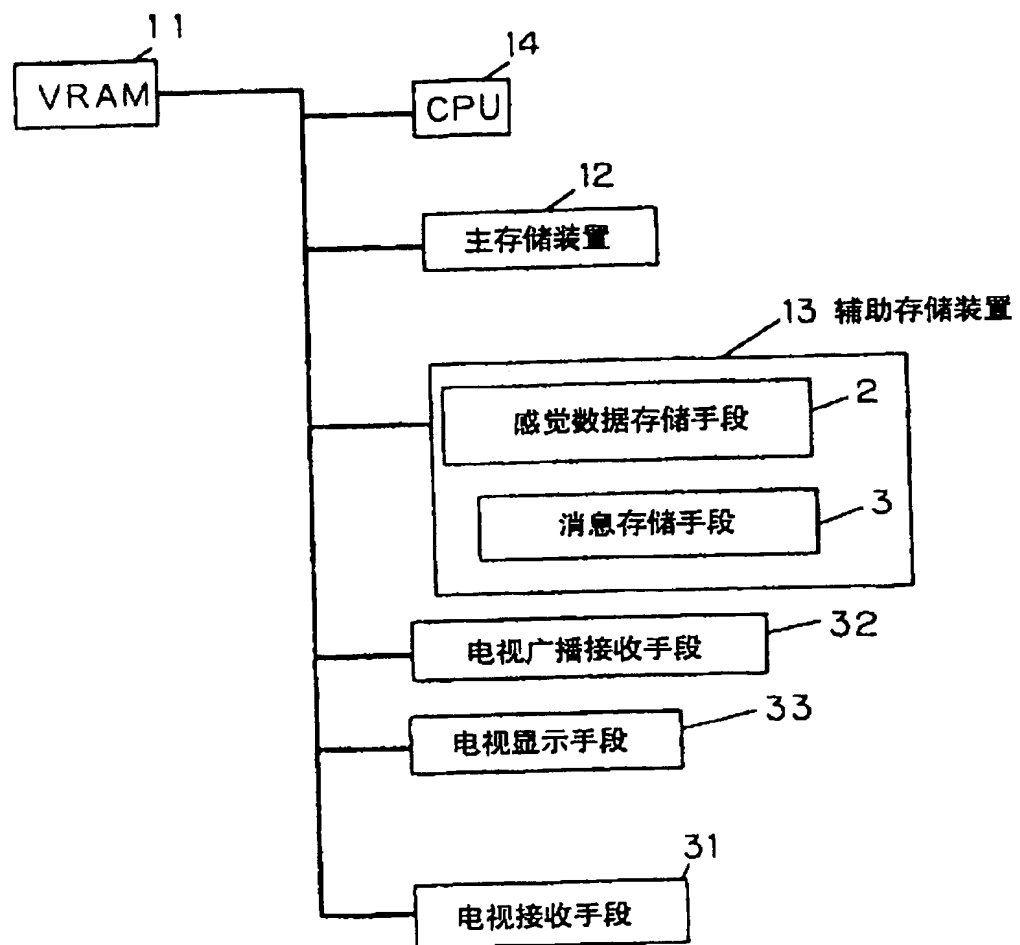 11
VRAM
14
CPU
12
主存储装置
13 辅助存储装置
2
感觉数据存储手段
3
消息存储手段
32
电视广播接收手段
33
电视显示手段
31
电视接收手段